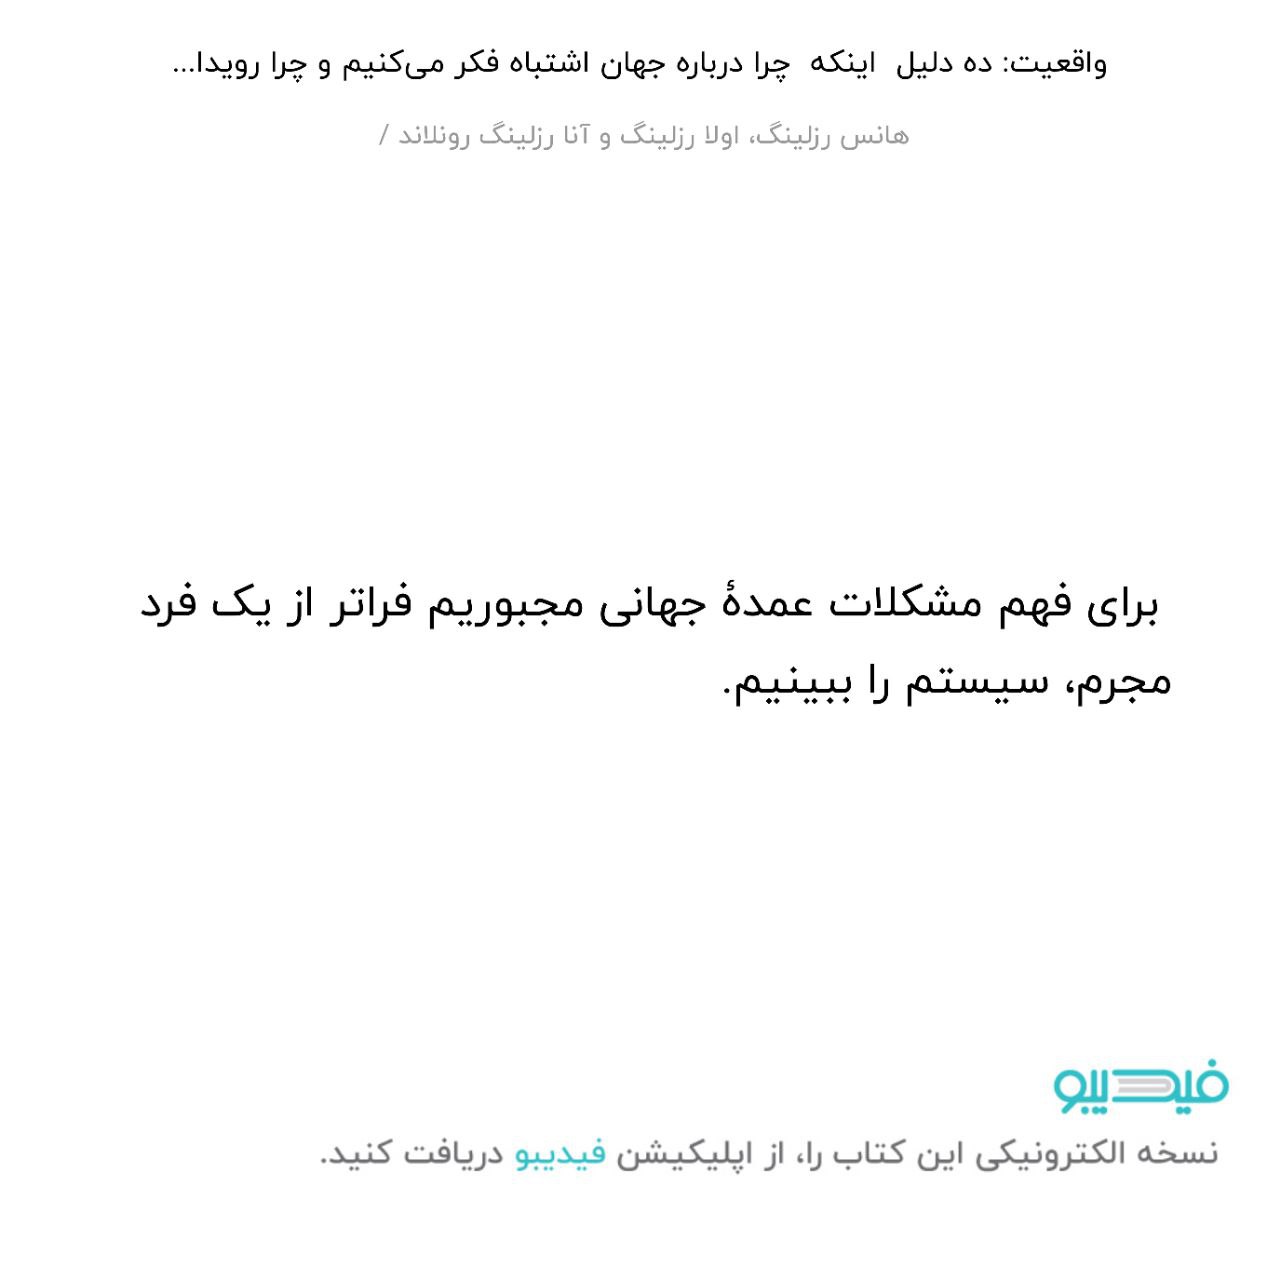 واقعیت: ده دلیل اینکه چرا درباره جهان اشتباه فکر می‌کنیم و چرا رویدا...
هانس رزلینگ، اولا رزلینگ و آنا رزلینگ رونلاند /
برای فهم مشکلات عمدهٔ جهانی مجبوریم فراتر از یک فرد
مجرم، سیستم را ببینیم.
فیدیبو
نسخه الکترونیکی این کتاب را، از اپلیکیشن فیدیبو دریافت کنید.